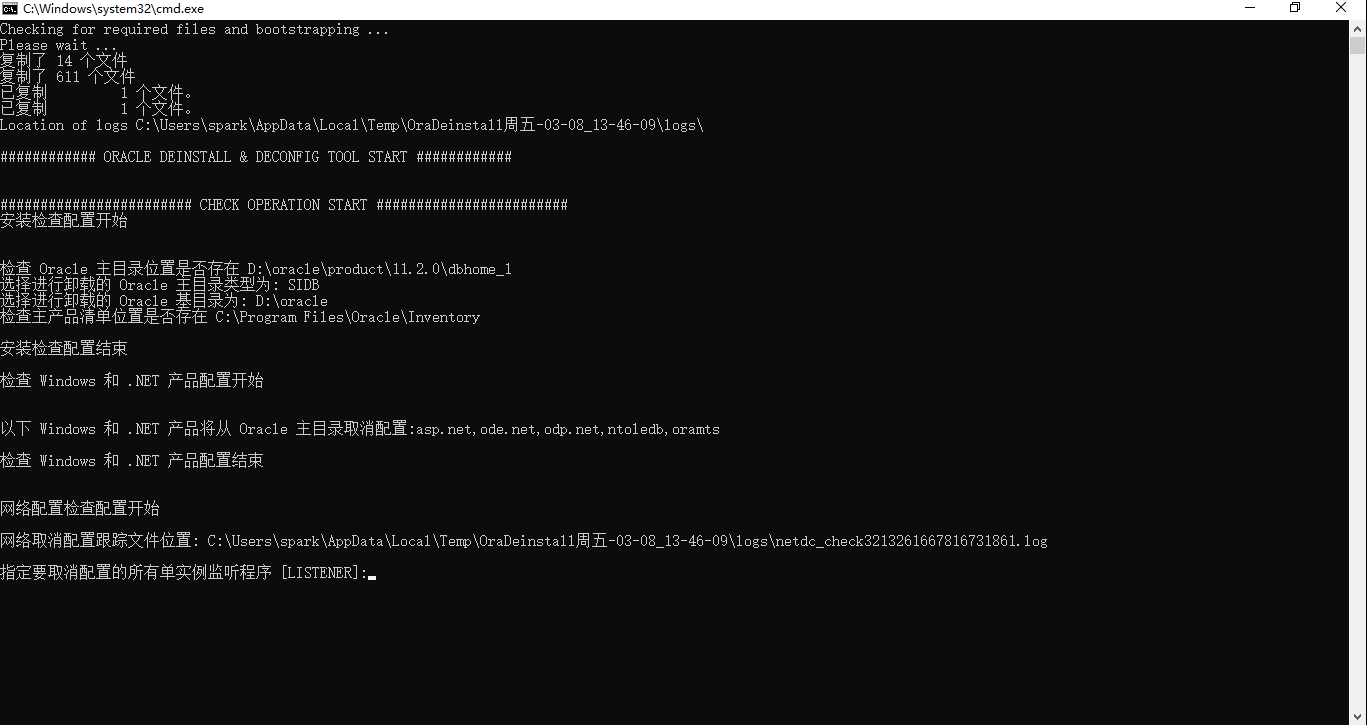 C:\Windows\system32\cmd.exe
Checking for required files and bootstrapping ...
Please wait ...
复制了 14 个文件
复制了 611 个文件
已复制         1 个文件。
已复制         1 个文件。
Location of logs C:\Users\spark\AppData\Local\Temp\OraDeinstall周五-03-08_13-46-09\logs\
############ ORACLE DEINSTALL & DECONFIG TOOL START ############
######################## CHECK OPERATION START ########################
安装检查配置开始
检查 Oracle 主目录位置是否存在 D:\oracle\product\11.2.0\dbhome_1
选择进行卸载的 Oracle 主目录类型为: SIDB
选择进行卸载的 Oracle 基目录为: D:\oracle
检查主产品清单位置是否存在 C:\Program Files\Oracle\Inventory
安装检查配置结束
检查 Windows 和 .NET 产品配置开始
以下 Windows 和 .NET 产品将从 Oracle 主目录取消配置:asp.net,ode.net,odp.net,ntoledb,oramts
检查 Windows 和 .NET 产品配置结束
网络配置检查配置开始
网络取消配置跟踪文件位置: C:\Users\spark\AppData\Local\Temp\OraDeinstall周五-03-08_13-46-09\logs\netdc_check3213261667816731861.log
指定要取消配置的所有单实例监听程序 [LISTENER]: